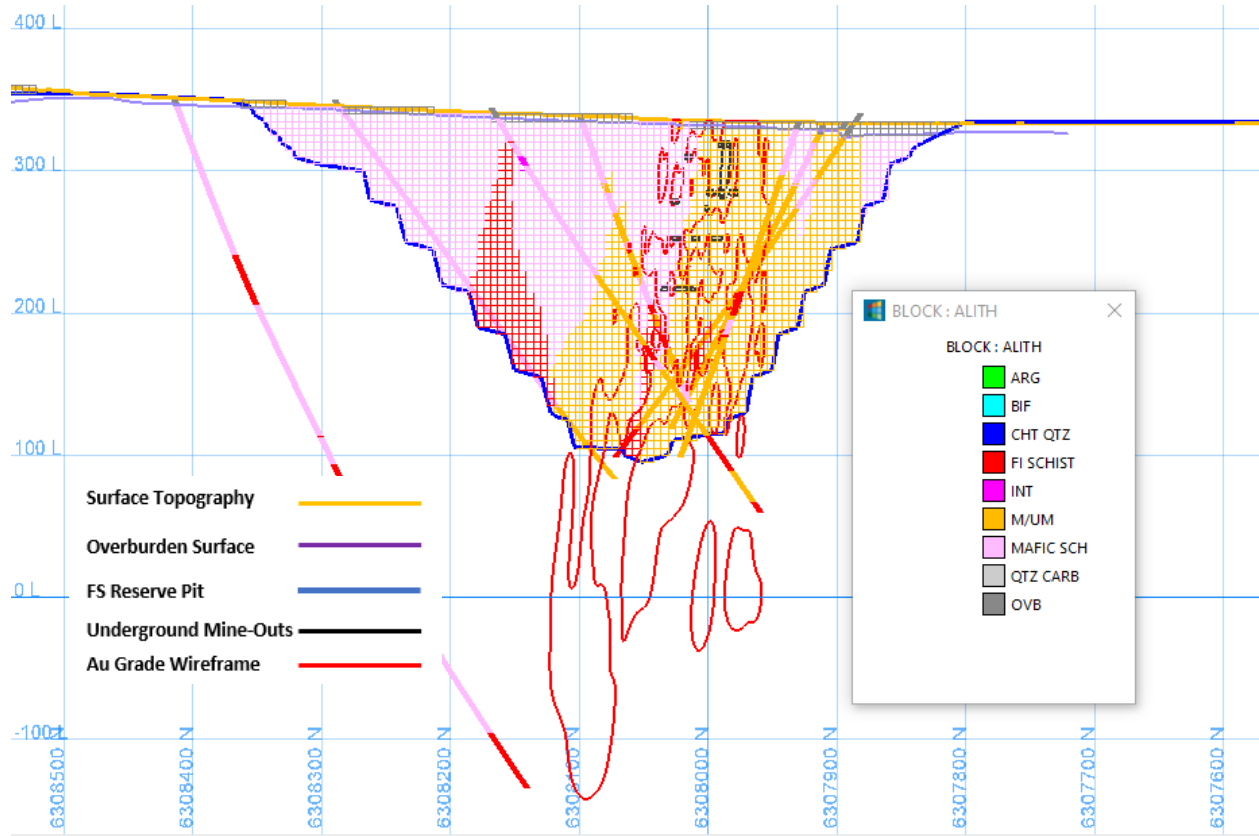 400 L
300 L
200 L
100 L
0 L
-100 L
Surface Topography
Overburden Surface
FS Reserve Pit
Underground Mine-Outs
Au Grade Wireframe
BLOCK : ALITH
BLOCK : ALITH
ARG
BIF
CHT QTZ
FI SCHIST
INT
M/UM
MAFIC SCH
QTZ CARB
OVB
6308500 N
6308400 N
6308300 N
6308200 N
6308000 N
6307900 N
6307800 N
6307700 N
6307600 N